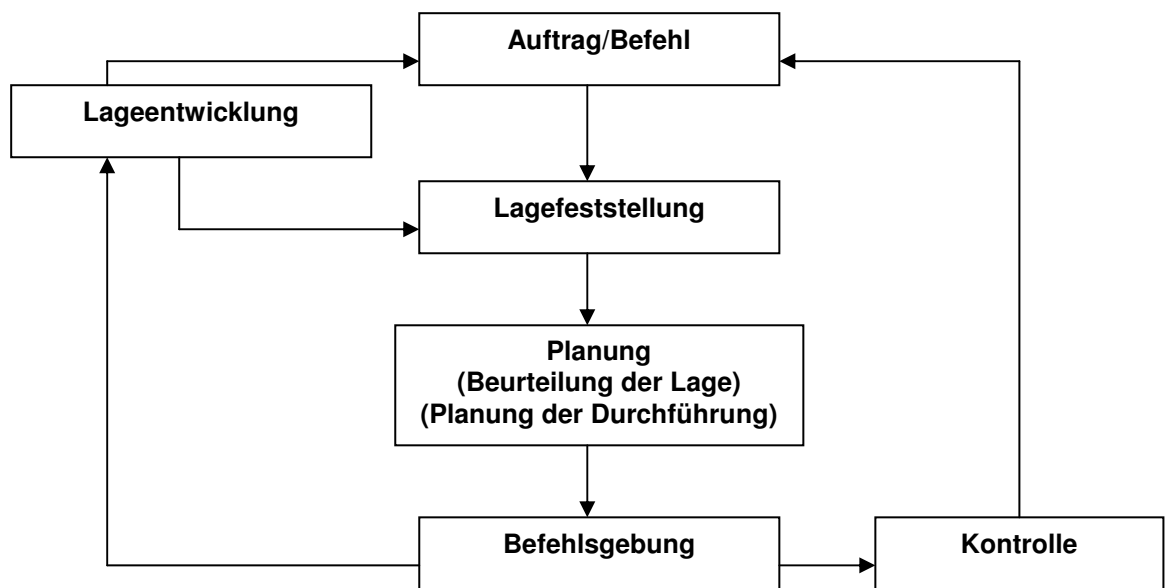 Auftrag/Befehl
Lageentwicklung
Lagefeststellung
Planung
(Beurteilung der Lage)
(Planung der Durchführung)
Befehlsgebung
Kontrolle